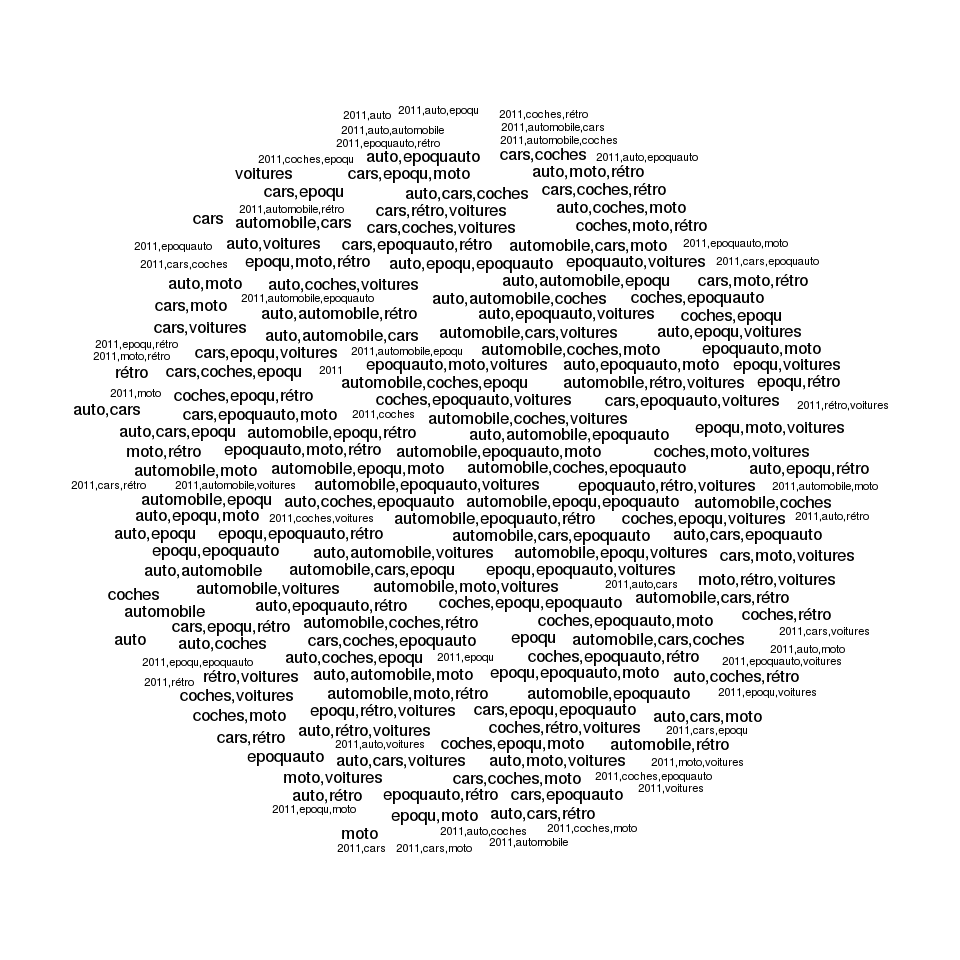 2011,auto 2011,auto,epoqu 2011,coches,rétro
2011,auto,automobile 2011,automobile,cars
2011,epoquauto,rétro 2011,automobile,coches
2011,coches,epoqu auto,epoquauto cars,coches 2011,auto,epoquauto
voitures cars,epoqu,moto auto,moto,rétro
cars,epoqu auto,cars,coches cars,coches,rétro
2011,automobile,rétro cars,rétro,voitures auto,coches,moto
cars automobile,cars cars,coches,voitures coches,moto,rétro
2011,epoquauto auto,voitures cars,epoquauto,rétro automobile,cars,moto 2011,epoquauto,moto
2011,cars,coches epoqu,moto,rétro auto,epoqu,epoquauto epoquauto,voitures 2011,cars,epoquauto
auto,moto auto,coches,voitures auto,automobile,epoqu cars,moto,rétro
cars,moto 2011,automobile,epoquauto auto,automobile,coches coches,epoquauto
auto,automobile,rétro auto,epoquauto,voitures coches,epoqu
cars,voitures auto,automobile,cars automobile,cars,voitures auto,epoqu,voitures
2011,epoqu,rétro cars,epoqu,voitures 2011,automobile,epoqu automobile,coches,moto epoquauto,moto
2011,moto,rétro epoquauto,moto,voitures auto,epoquauto,moto epoqu,voitures
rétro cars,coches,epoqu 2011 automobile,coches,epoqu automobile,rétro,voitures epoqu,rétro
2011,moto coches,epoqu,rétro coches,epoquauto,voitures cars,epoquauto,voitures 2011,rétro,voitures
auto,cars cars,epoquauto,moto 2011,coches automobile,coches,voitures
auto,cars,epoqu automobile,epoqu,rétro auto,automobile,epoquauto epoqu,moto,voitures
moto,rétro epoquauto,moto,rétro automobile,epoquauto,moto coches,moto,voitures
automobile,moto automobile,epoqu,moto automobile,coches,epoquauto auto,epoqu,rétro
2011,cars,rétro 2011,automobile,voitures automobile,epoquauto,voitures epoquauto,rétro,voitures 2011,automobile,moto
automobile,epoqu auto,coches,epoquauto automobile,epoqu,epoquauto automobile,coches
auto,epoqu,moto 2011,coches,voitures automobile,epoquauto,rétro coches,epoqu,voitures 2011,auto,rétro
auto,epoqu epoqu,epoquauto,rétro automobile,cars,epoquauto auto,cars,epoquauto
epoqu,epoquauto auto,automobile,voitures automobile,epoqu,voitures cars,moto,voitures
auto,automobile automobile,cars,epoqu epoqu,epoquauto,voitures
coches automobile,voitures automobile,moto,voitures 2011,auto,cars moto,rétro,voitures
automobile auto,epoquauto,rétro coches,epoqu,epoquauto automobile,cars,rétro
cars,epoqu,rétro automobile,coches,rétro coches,epoquauto,moto coches,rétro
auto auto,coches cars,coches,epoquauto epoqu automobile,cars,coches 2011,cars,voitures
2011,epoqu,epoquauto auto,coches,epoqu 2011,epoqu coches,epoquauto,rétro 2011,auto,moto
2011,epoquauto,voitures
2011,rétro rétro,voitures auto,automobile,moto epoqu,epoquauto,moto auto,coches,rétro
coches,voitures automobile,moto,rétro automobile,epoquauto 2011,epoqu,voitures
coches,moto epoqu,rétro,voitures cars,epoqu,epoquauto auto,cars,moto
cars,rétro auto,rétro,voitures coches,rétro,voitures 2011,cars,epoqu
2011,auto,voitures coches,epoqu,moto automobile,rétro
epoquauto auto,cars,voitures auto,moto,voitures 2011,moto,voitures
moto,voitures cars,coches,moto 2011,coches,epoquauto
auto,rétro epoquauto,rétro cars,epoquauto 2011,voitures
2011,epoqu,moto epoqu,moto auto,cars,rétro
moto 2011,auto,coches 2011,coches,moto
2011,cars 2011,cars,moto 2011,automobile